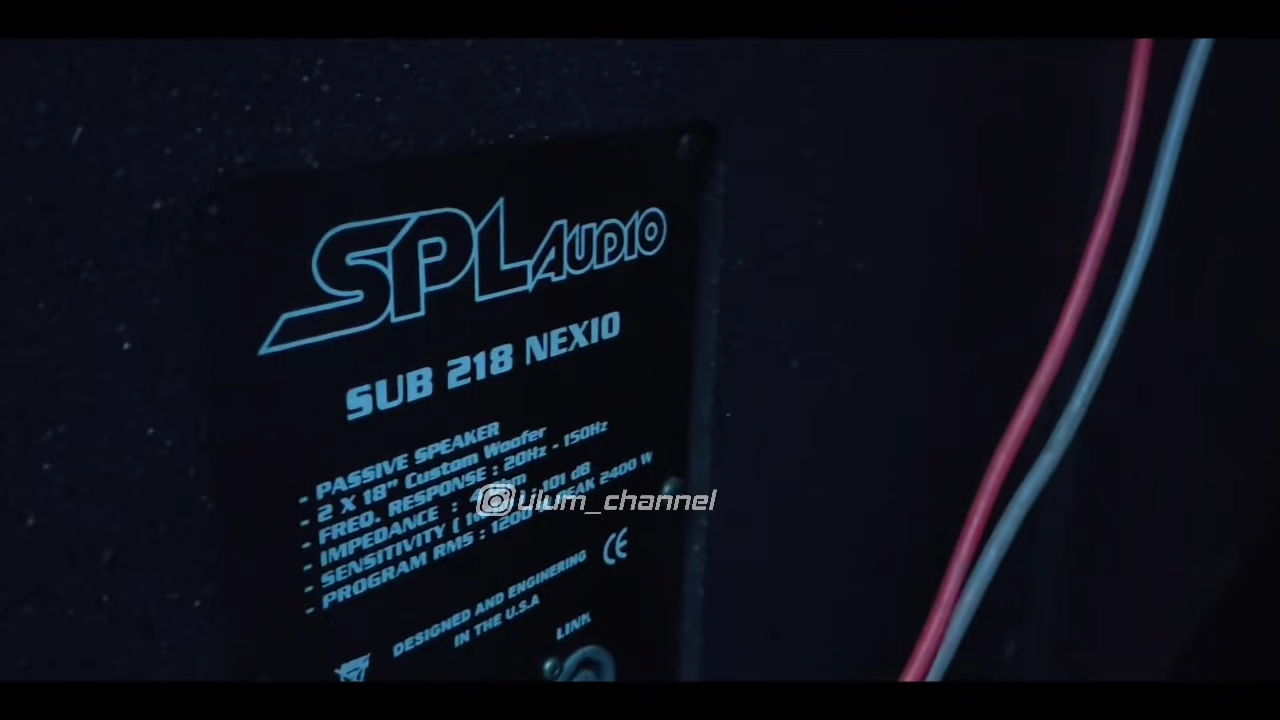 SPL AUDIO
SUB 218 NEXIO
- PASSIVE SPEAKER
- 2 X 18" Custom Woofer
- FREQ. RESPONSE : 20Hz - 150Hz
- IMPEDANCE :
- SENSITIVITY ( 101 dB
- PROGRAM RMS : 1200 PEAK 2400 W
ulum_channel
CE
DESIGNED AND ENGINERING
IN THE U.S.A
LINK